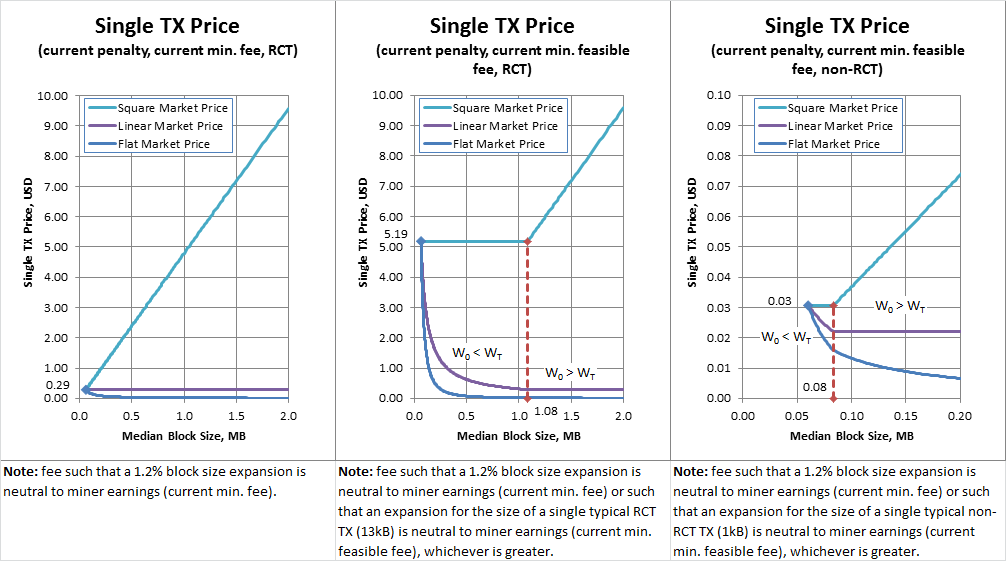 Single TX Price
(current penalty, current min. fee, RCT)
10.00
9.00
8.00
7.00
6.00
5.00
4.00
3.00
2.00
1.00
0.00
0.29
Single TX Price, USD
Square Market Price
Linear Market Price
Flat Market Price
0.0
0.5
1.0
1.5
2.0
Median Block Size, MB
Note: fee such that a 1.2% block size expansion is
neutral to miner earnings (current min. fee).
Single TX Price
(current penalty, current min. feasible
fee, RCT)
10.00
9.00
8.00
7.00
6.00
5.19
5.00
4.00
3.00
2.00
1.00
0.00
Single TX Price, USD
Square Market Price
Linear Market Price
Flat Market Price
W0 < WT
W0 > WT
1.08
0.0
0.5
1.0
1.5
2.0
Median Block Size, MB
Note: fee such that a 1.2% block size expansion is
neutral to miner earnings (current min. fee) or such
that an expansion for the size of a single typical RCT
TX (13kB) is neutral to miner earnings (current min.
feasible fee), whichever is greater.
Single TX Price
(current penalty, current min. feasible
fee, non-RCT)
0.10
0.09
0.08
0.07
0.06
0.05
0.04
0.03
0.02
0.01
0.00
Single TX Price, USD
Square Market Price
Linear Market Price
Flat Market Price
0.03
W0 > WT
W0 < WT
0.08
0.00
0.05
0.10
0.15
0.20
Median Block Size, MB
Note: fee such that a 1.2% block size expansion is
neutral to miner earnings (current min. fee) or such
that an expansion for the size of a single typical non-
RCT TX (1kB) is neutral to miner earnings (current
min. feasible fee), whichever is greater.